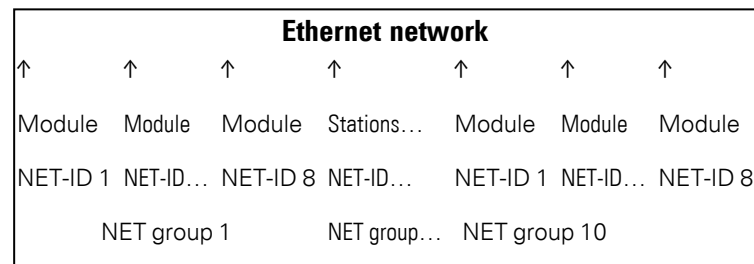 Ethernet network
↑ ↑ ↑ ↑ ↑ ↑ ↑
Module Module Module Stations… Module Module Module
NET-ID 1 NET-ID… NET-ID 8 NET-ID… NET-ID 1 NET-ID… NET-ID 8
NET group 1 NET group… NET group 10